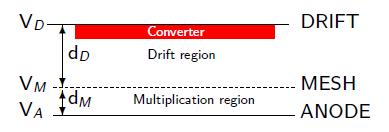 V_D DRIFT
Converter
d_D Drift region
V_M MESH
d_M Multiplication region
V_A ANODE